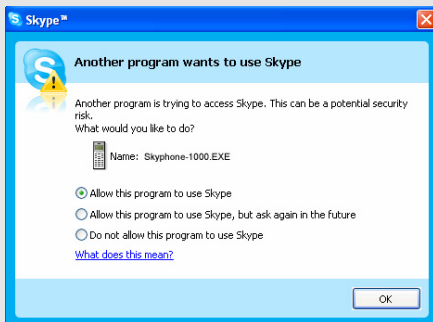 Skype™
Another program wants to use Skype
Another program is trying to access Skype. This can be a potential security
risk.
What would you like to do?
Name: Skyphone-1000.EXE
Allow this program to use Skype
Allow this program to use Skype, but ask again in the future
Do not allow this program to use Skype
What does this mean?
OK